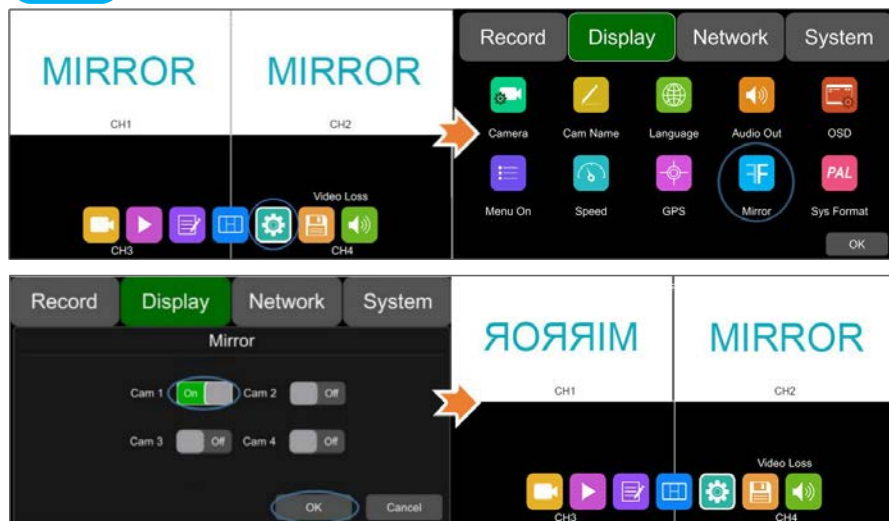 MIRROR MIRROR
CH1 CH2
Video Loss
CH3 CH4
Record Display Network System
Camera Cam Name Language Audio Out OSD
PAL
Menu On Speed GPS Mirror Sys Format
OK
Record Display Network System
Mirror
Cam 1 On Cam 2 Off
Cam 3 Off Cam 4 Off
OK Cancel
MIRROR MIRROR
CH1 CH2
Video Loss
CH3 CH4